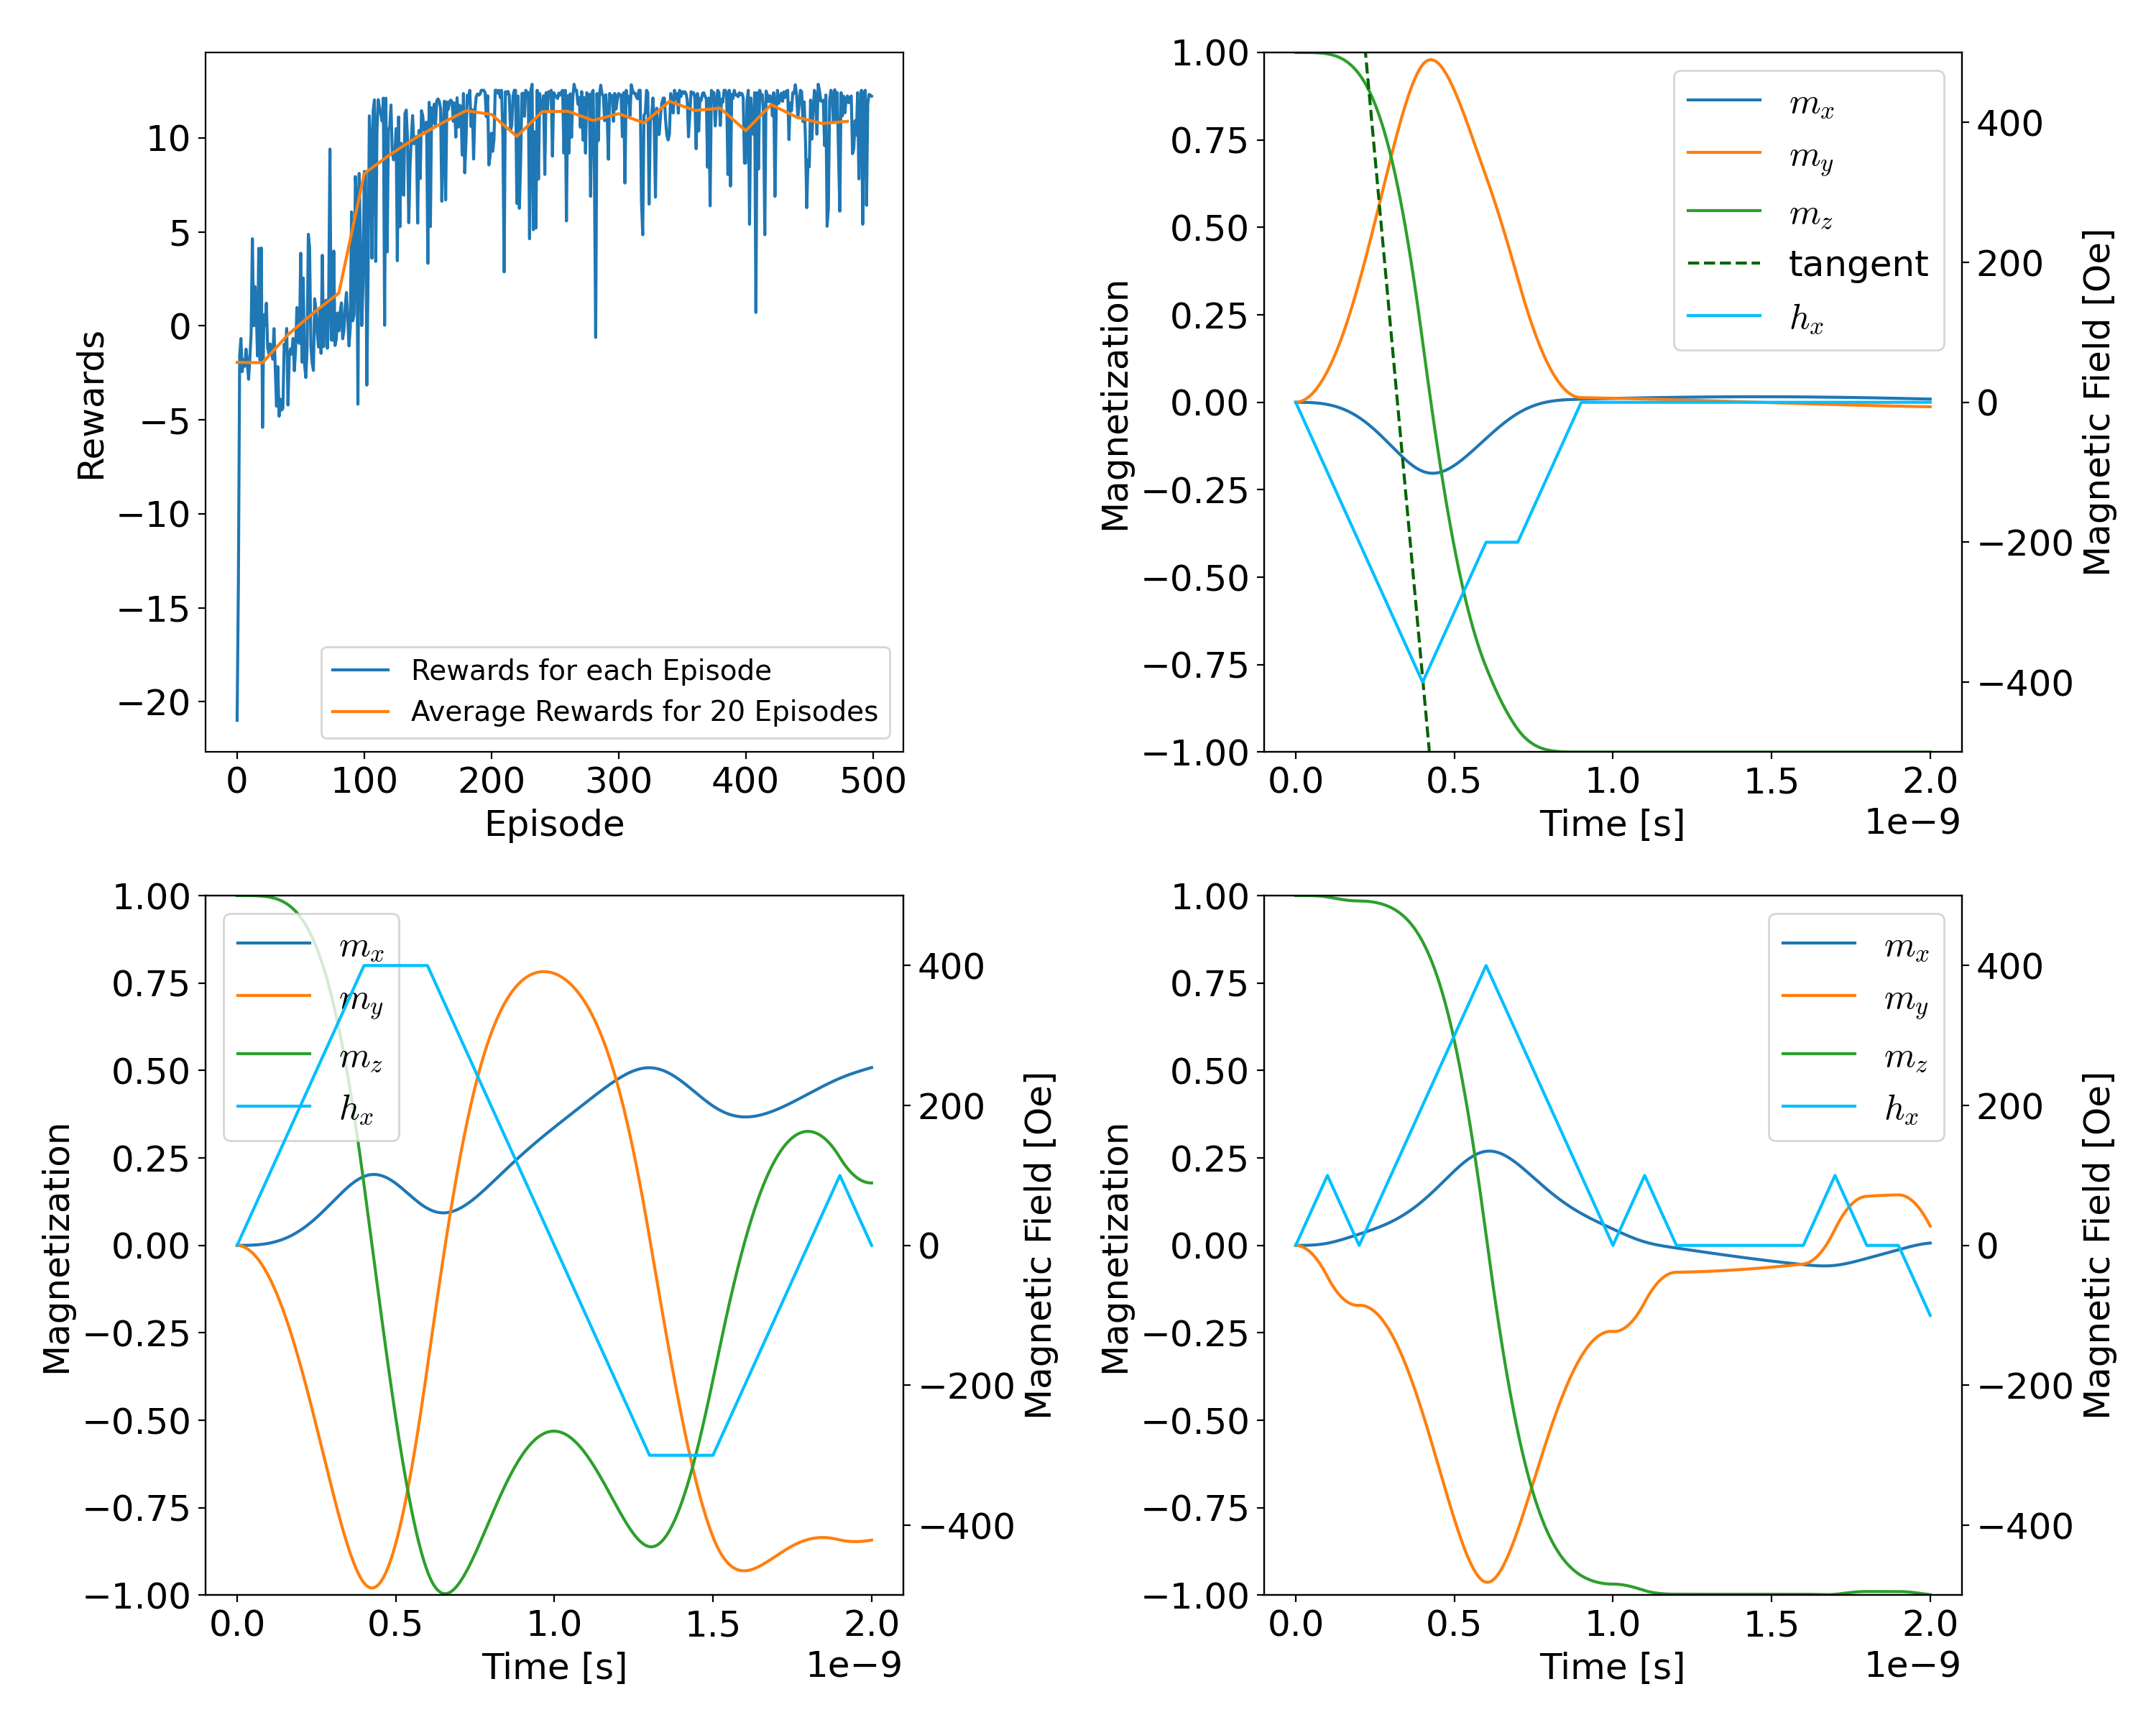 10
5
0
−5
−10
−15
−20
Rewards
0 100 200 300 400 500
Episode
Rewards for each Episode
Average Rewards for 20 Episodes
1.00
0.75
0.50
0.25
0.00
−0.25
−0.50
−0.75
−1.00
Magnetization
0.0 0.5 1.0 1.5 2.0
Time [s]
1e−9
400
200
0
−200
−400
Magnetic Field [Oe]
m_x
m_y
m_z
tangent
h_x
1.00
0.75
0.50
0.25
0.00
−0.25
−0.50
−0.75
−1.00
Magnetization
0.0 0.5 1.0 1.5 2.0
Time [s]
1e−9
400
200
0
−200
−400
Magnetic Field [Oe]
m_x
m_y
m_z
h_x
1.00
0.75
0.50
0.25
0.00
−0.25
−0.50
−0.75
−1.00
Magnetization
0.0 0.5 1.0 1.5 2.0
Time [s]
1e−9
400
200
0
−200
−400
Magnetic Field [Oe]
m_x
m_y
m_z
h_x